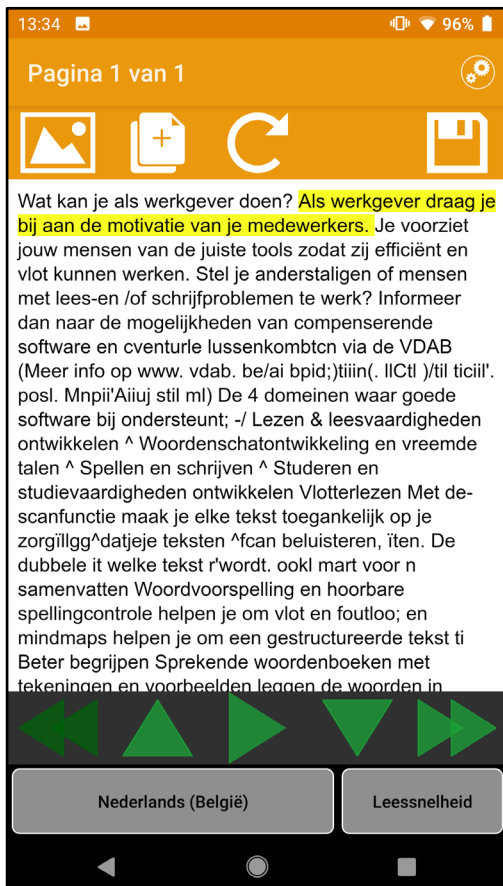 13:34
96%
Pagina 1 van 1
Wat kan je als werkgever doen? Als werkgever draag je
bij aan de motivatie van je medewerkers. Je voorziet
jouw mensen van de juiste tools zodat zij efficiënt en
vlot kunnen werken. Stel je anderstaligen of mensen
met lees-en /of schrijfproblemen te werk? Informeer
dan naar de mogelijkheden van compenserende
software en cventurle lussenkombtcn via de VDAB
(Meer info op www. vdab. be/ai bpid;)tiiin(. llCtl )/til ticiil'.
posl. Mnpii'Aiiuj stil ml) De 4 domeinen waar goede
software bij ondersteunt; -/ Lezen & leesvaardigheden
ontwikkelen ^ Woordenschatontwikkeling en vreemde
talen ^ Spellen en schrijven ^ Studeren en
studievaardigheden ontwikkelen Vlotterlezen Met de-
scanfunctie maak je elke tekst toegankelijk op je
zorgïllgg^datjeje teksten ^fcan beluisteren, ïten. De
dubbele it welke tekst r'wordt. ookl mart voor n
samenvatten Woordvoorspelling en hoorbare
spellingcontrole helpen je om vlot en foutloo; en
mindmaps helpen je om een gestructureerde tekst ti
Beter begrijpen Sprekende woordenboeken met
tekeningen en voorbeelden leggen de woorden in
Nederlands (België)
Leessnelheid